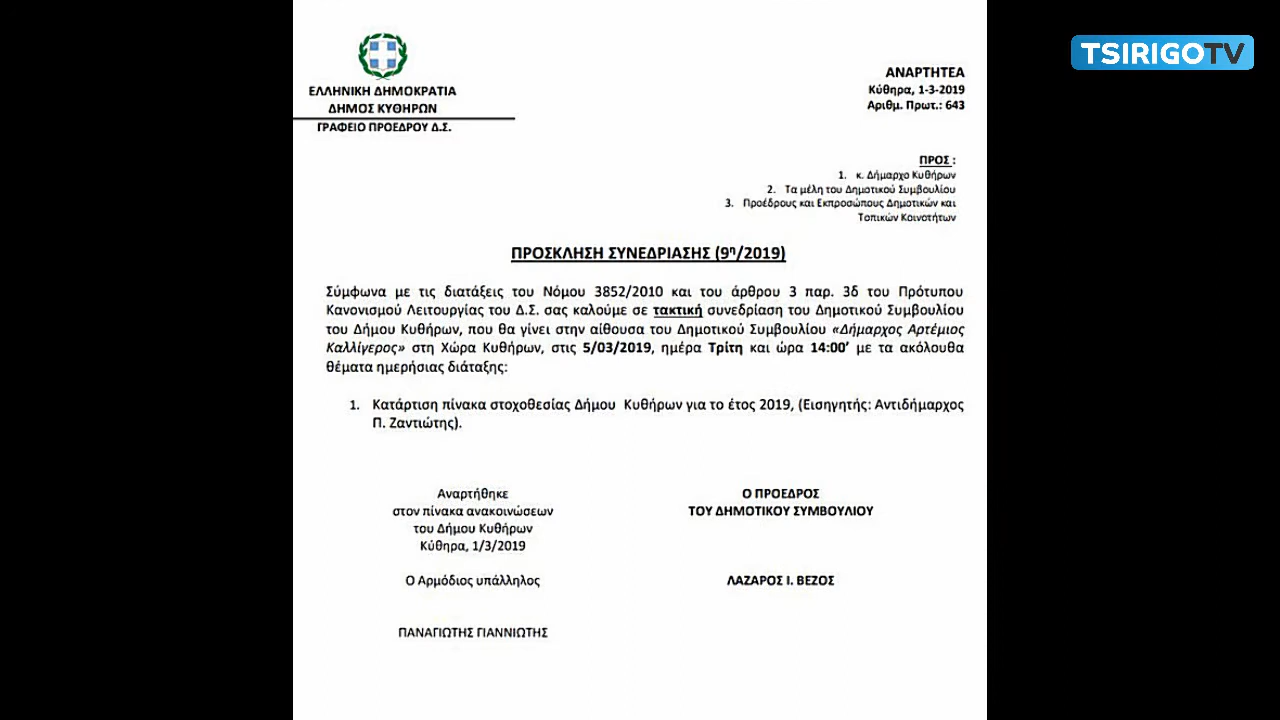 TSIRIGOTV
ΕΛΛΗΝΙΚΗ ΔΗΜΟΚΡΑΤΙΑ
ΔΗΜΟΣ ΚΥΘΗΡΩΝ
ΓΡΑΦΕΙΟ ΠΡΟΕΔΡΟΥ Δ.Σ.
ΑΝΑΡΤΗΤΕΑ
Κύθηρα, 1-3-2019
Αριθμ. Πρωτ.: 643
ΠΡΟΣ :
1. κ. Δήμαρχο Κυθήρων
2. Τα μέλη του Δημοτικού Συμβουλίου
3. Προέδρους και Εκπροσώπους Δημοτικών και
Τοπικών Κοινοτήτων
ΠΡΟΣΚΛΗΣΗ ΣΥΝΕΔΡΙΑΣΗΣ (9η/2019)
Σύμφωνα με τις διατάξεις του Νόμου 3852/2010 και του άρθρου 3 παρ. 3δ του Πρότυπου
Κανονισμού Λειτουργίας του Δ.Σ. σας καλούμε σε τακτική συνεδρίαση του Δημοτικού Συμβουλίου
του Δήμου Κυθήρων, που θα γίνει στην αίθουσα του Δημοτικού Συμβουλίου «Δήμαρχος Αρτέμιος
Καλλίγερος» στη Χώρα Κυθήρων, στις 5/03/2019, ημέρα Τρίτη και ώρα 14:00’ με τα ακόλουθα
θέματα ημερήσιας διάταξης:
1. Κατάρτιση πίνακα στοχοθεσίας Δήμου Κυθήρων για το έτος 2019, (Εισηγητής: Αντιδήμαρχος
Π. Ζαντιώτης).
Αναρτήθηκε
στον πίνακα ανακοινώσεων
του Δήμου Κυθήρων
Κύθηρα, 1/3/2019
Ο Αρμόδιος υπάλληλος
ΠΑΝΑΓΙΩΤΗΣ ΓΙΑΝΝΙΩΤΗΣ
Ο ΠΡΟΕΔΡΟΣ
ΤΟΥ ΔΗΜΟΤΙΚΟΥ ΣΥΜΒΟΥΛΙΟΥ
ΛΑΖΑΡΟΣ Ι. ΒΕΖΟΣ